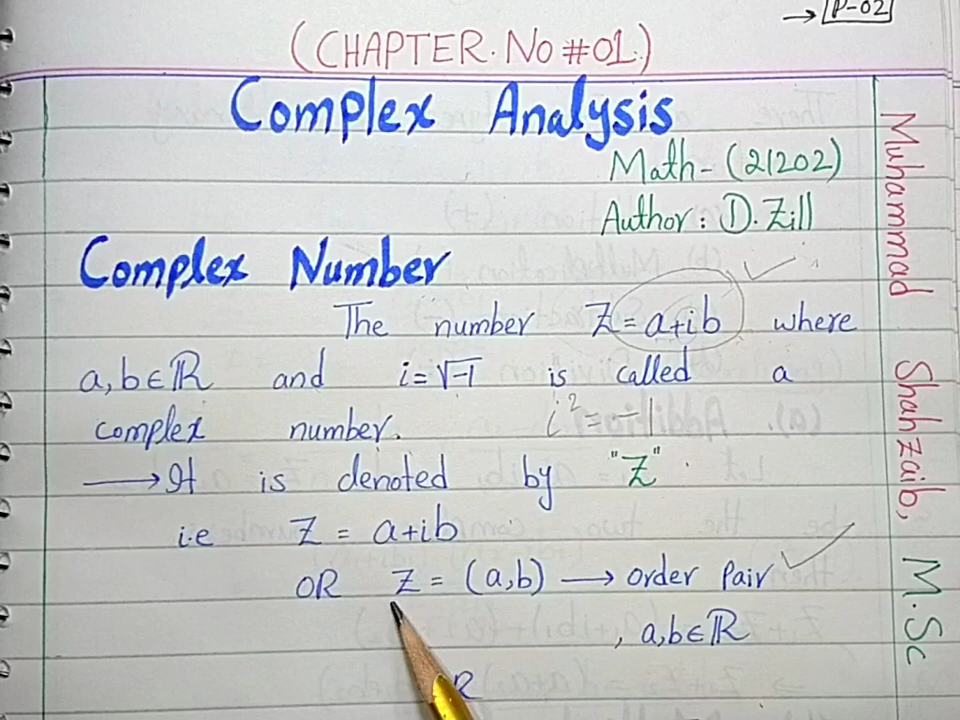 → P-02
(CHAPTER. No #01.)
Complex Analysis
Math-(21202)
Author: D. Zill
Complex Number
The number Z = a+ib where
a, b ∈ ℝ and i = √-1 is called a
complex number. i² = -1
→ It is denoted by "Z".
i.e Z = a+ib
OR Z = (a,b) → order Pair
, a,b ∈ ℝ
R
Muhammad Shahzaib, M.Sc